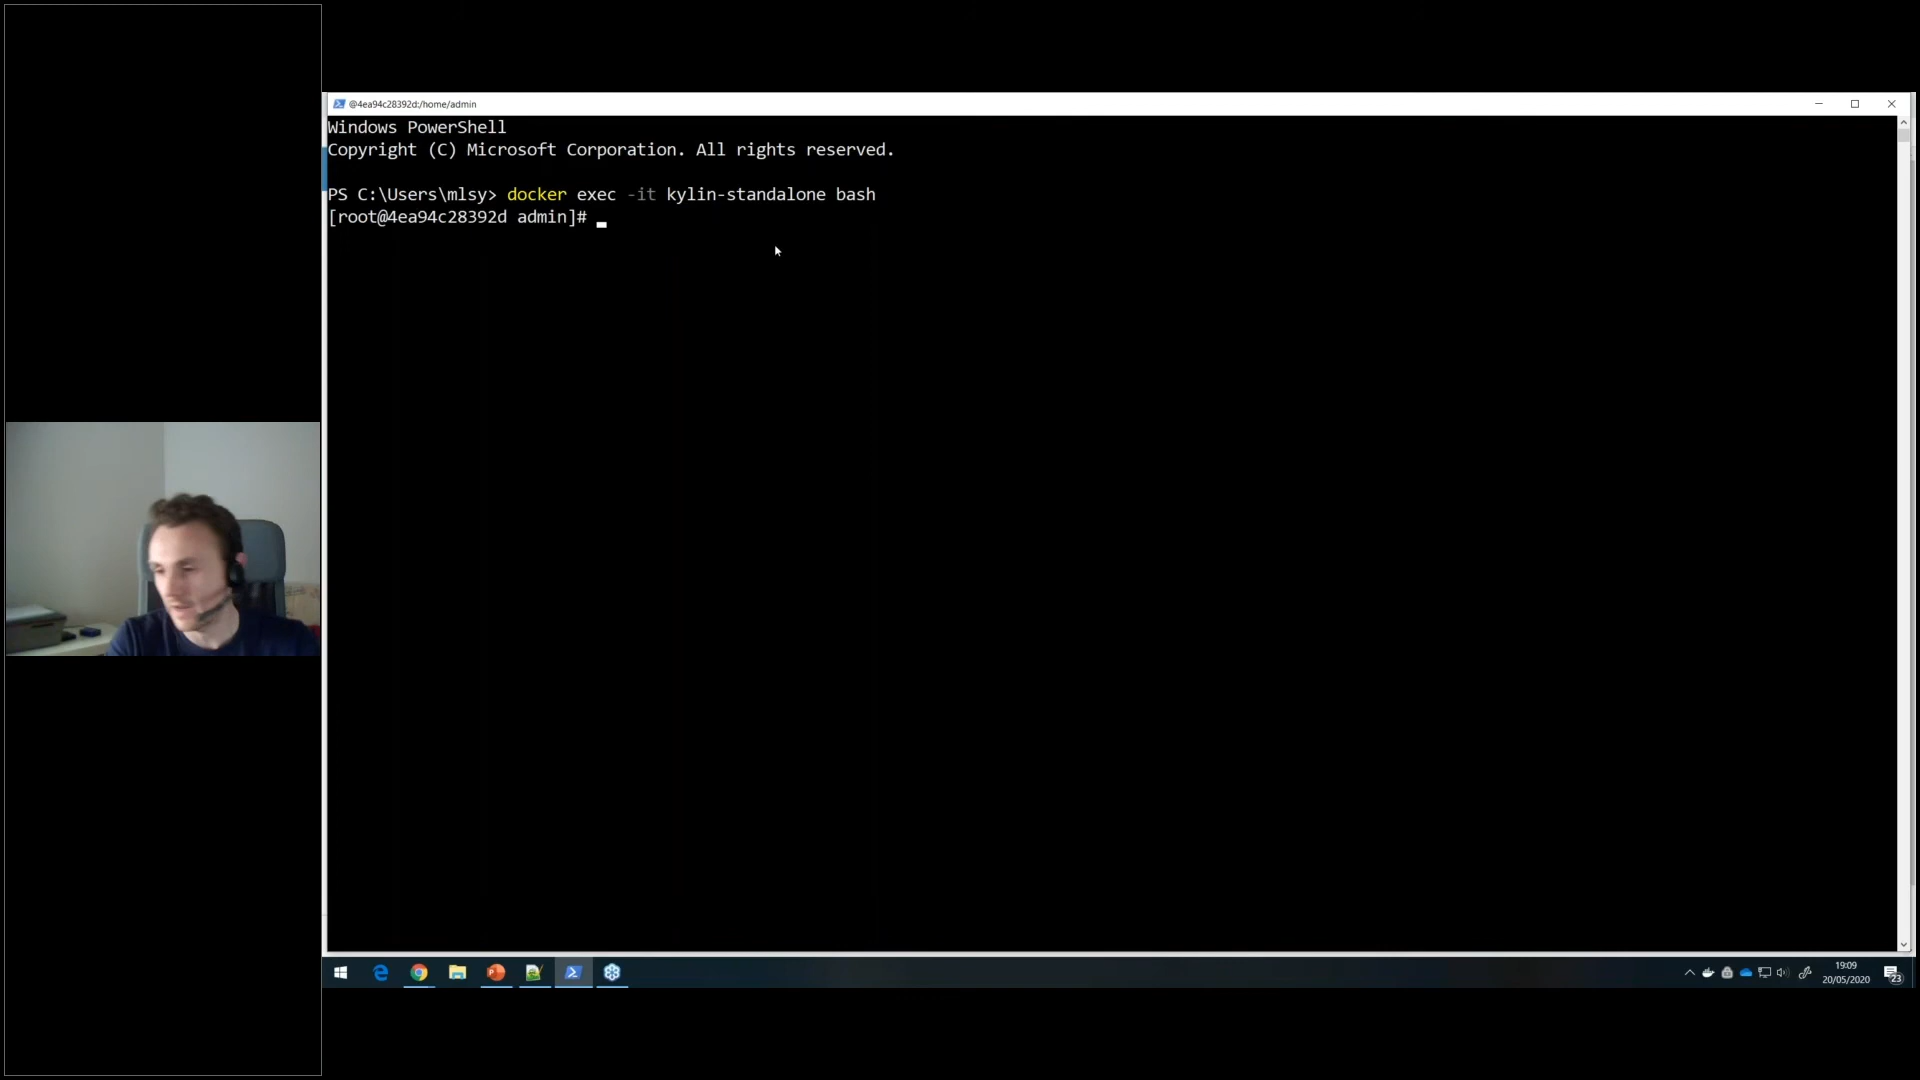 @4ea94c28392d:/home/admin
Windows PowerShell
Copyright (C) Microsoft Corporation. All rights reserved.
PS C:\Users\mlsy> docker exec -it kylin-standalone bash
[root@4ea94c28392d admin]#
19:09
20/05/2020
23